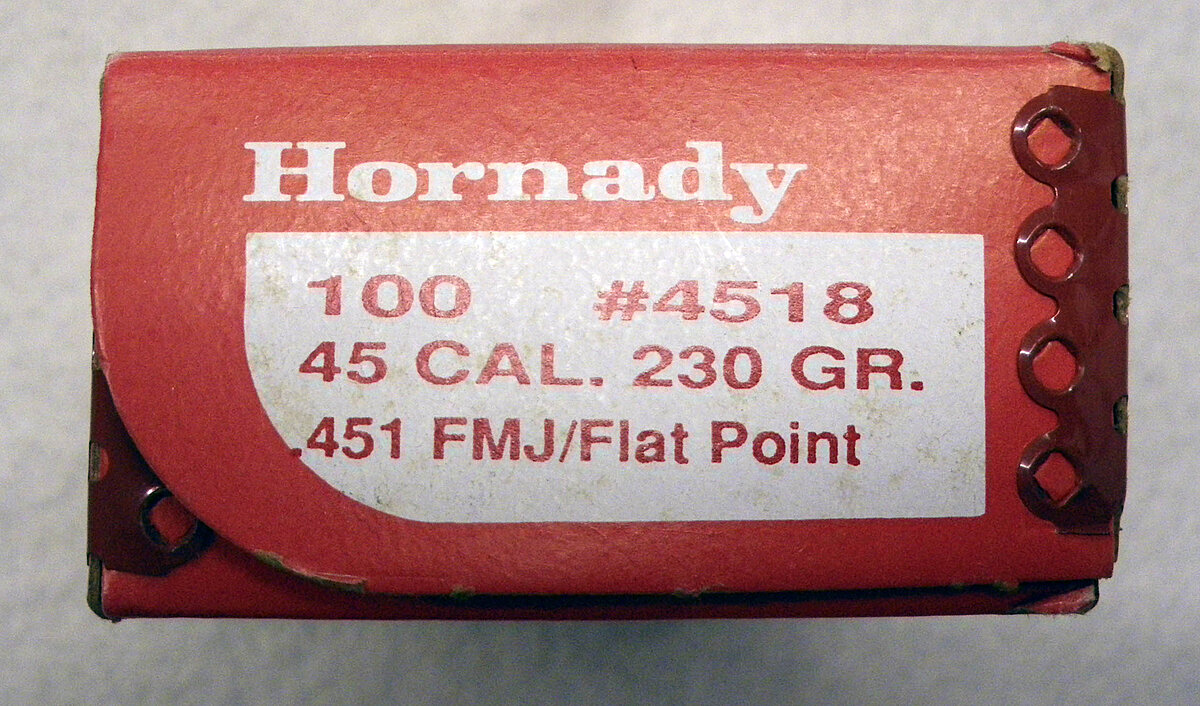 Hornady
100 #4518
45 CAL. 230 GR.
.451 FMJ/Flat Point